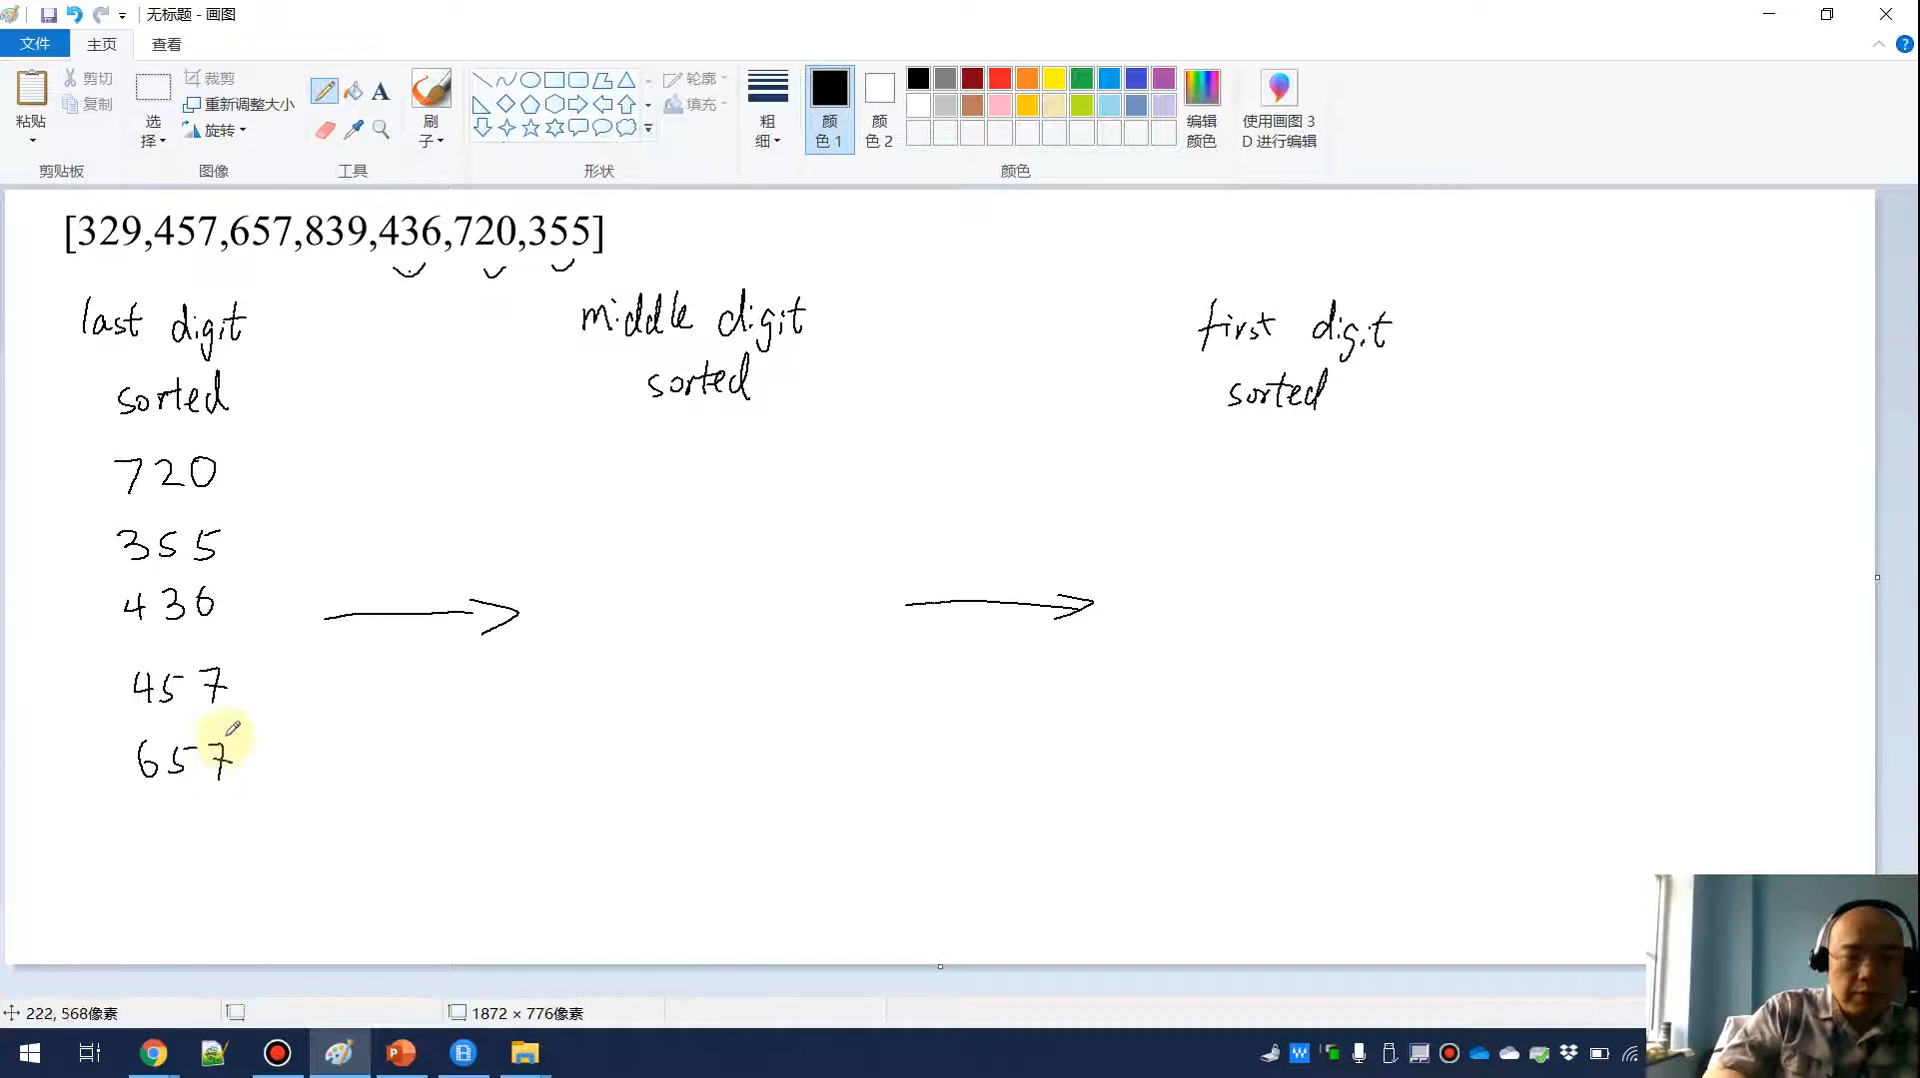 无标题 - 画图
文件 主页 查看
剪切 裁剪 轮廓
复制 重新调整大小 填充
粘贴 选择 旋转 刷子 粗细 颜色 1 颜色 2 编辑颜色 使用画图 3D 进行编辑
剪贴板 图像 工具 形状 颜色
[329,457,657,839,436,720,355]
last digit middle digit first digit
sorted sorted sorted
720
355
436
457
657
222, 568像素 1872 × 776像素